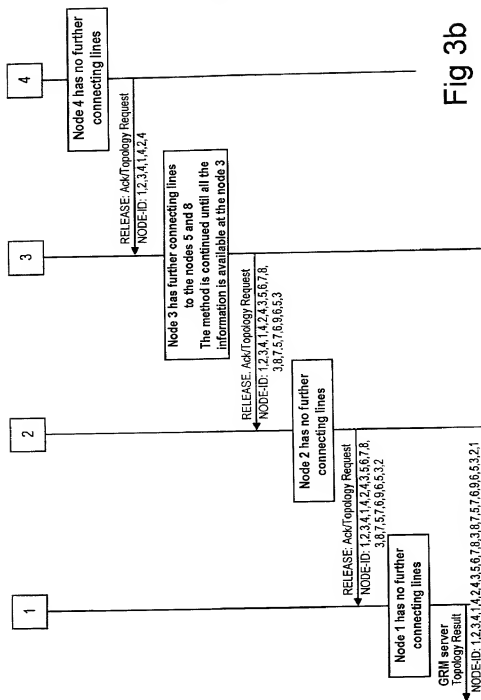 1
2
3
4
Node 4 has no further
connecting lines
RELEASE: Ack/Topology Request
NODE-ID: 1,2,3,4,1,4,2,4
Node 3 has further connecting lines
to the nodes 5 and 8
The method is continued until all the
information is available at the node 3
RELEASE: Ack/Topology Request
NODE-ID: 1,2,3,4,1,4,2,4,3,5,6,7,8,
3,8,7,5,7,6,9,6,5,3
Node 2 has no further
connecting lines
RELEASE: Ack/Topology Request
NODE-ID: 1,2,3,4,1,4,2,4,3,5,6,7,8,
3,8,7,5,7,6,9,6,5,3,2
Node 1 has no further
connecting lines
GRM server
Topology Result
NODE-ID: 1,2,3,4,1,4,2,4,3,5,6,7,8,3,8,7,5,7,6,9,6,5,3,2,1
Fig 3b